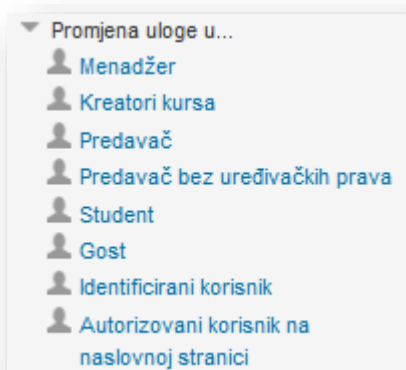 Promjena uloge u...
Menadžer
Kreatori kursa
Predavač
Predavač bez uređivačkih prava
Student
Gost
Identificirani korisnik
Autorizovani korisnik na
naslovnoj stranici